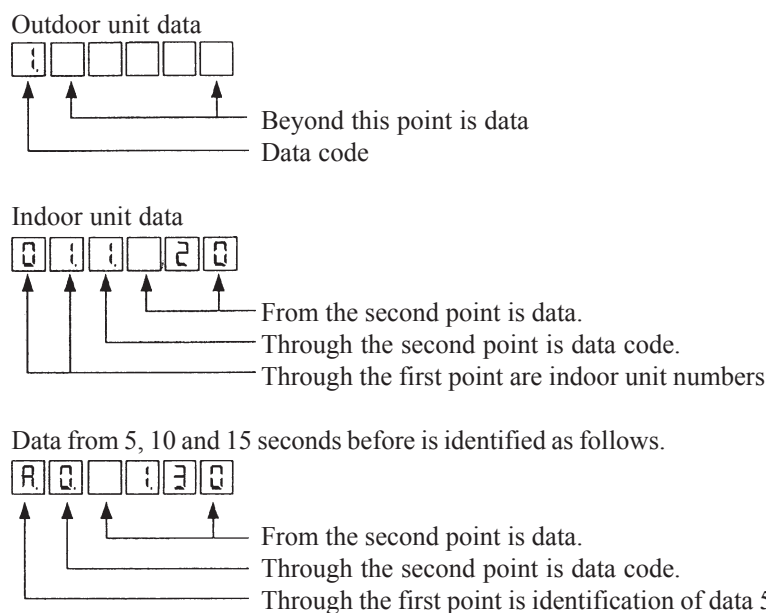 Outdoor unit data
1.
Beyond this point is data
Data code
Indoor unit data
0 1. 1. 2 0
From the second point is data.
Through the second point is data code.
Through the first point are indoor unit numbers
Data from 5, 10 and 15 seconds before is identified as follows.
A. 0. 1. 3 0
From the second point is data.
Through the second point is data code.
Through the first point is identification of data 5